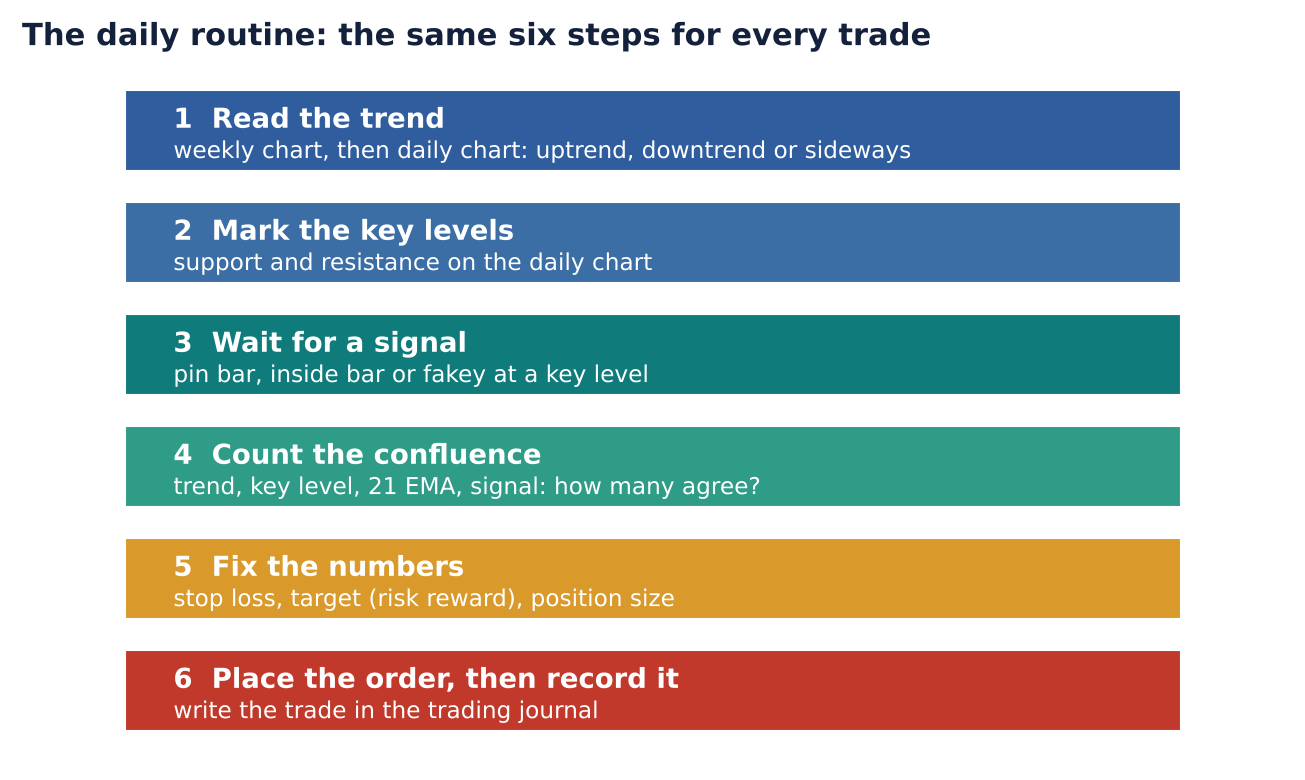 The daily routine: the same six steps for every trade
1 Read the trend
weekly chart, then daily chart: uptrend, downtrend or sideways
2 Mark the key levels
support and resistance on the daily chart
3 Wait for a signal
pin bar, inside bar or fakey at a key level
4 Count the confluence
trend, key level, 21 EMA, signal: how many agree?
5 Fix the numbers
stop loss, target (risk reward), position size
6 Place the order, then record it
write the trade in the trading journal